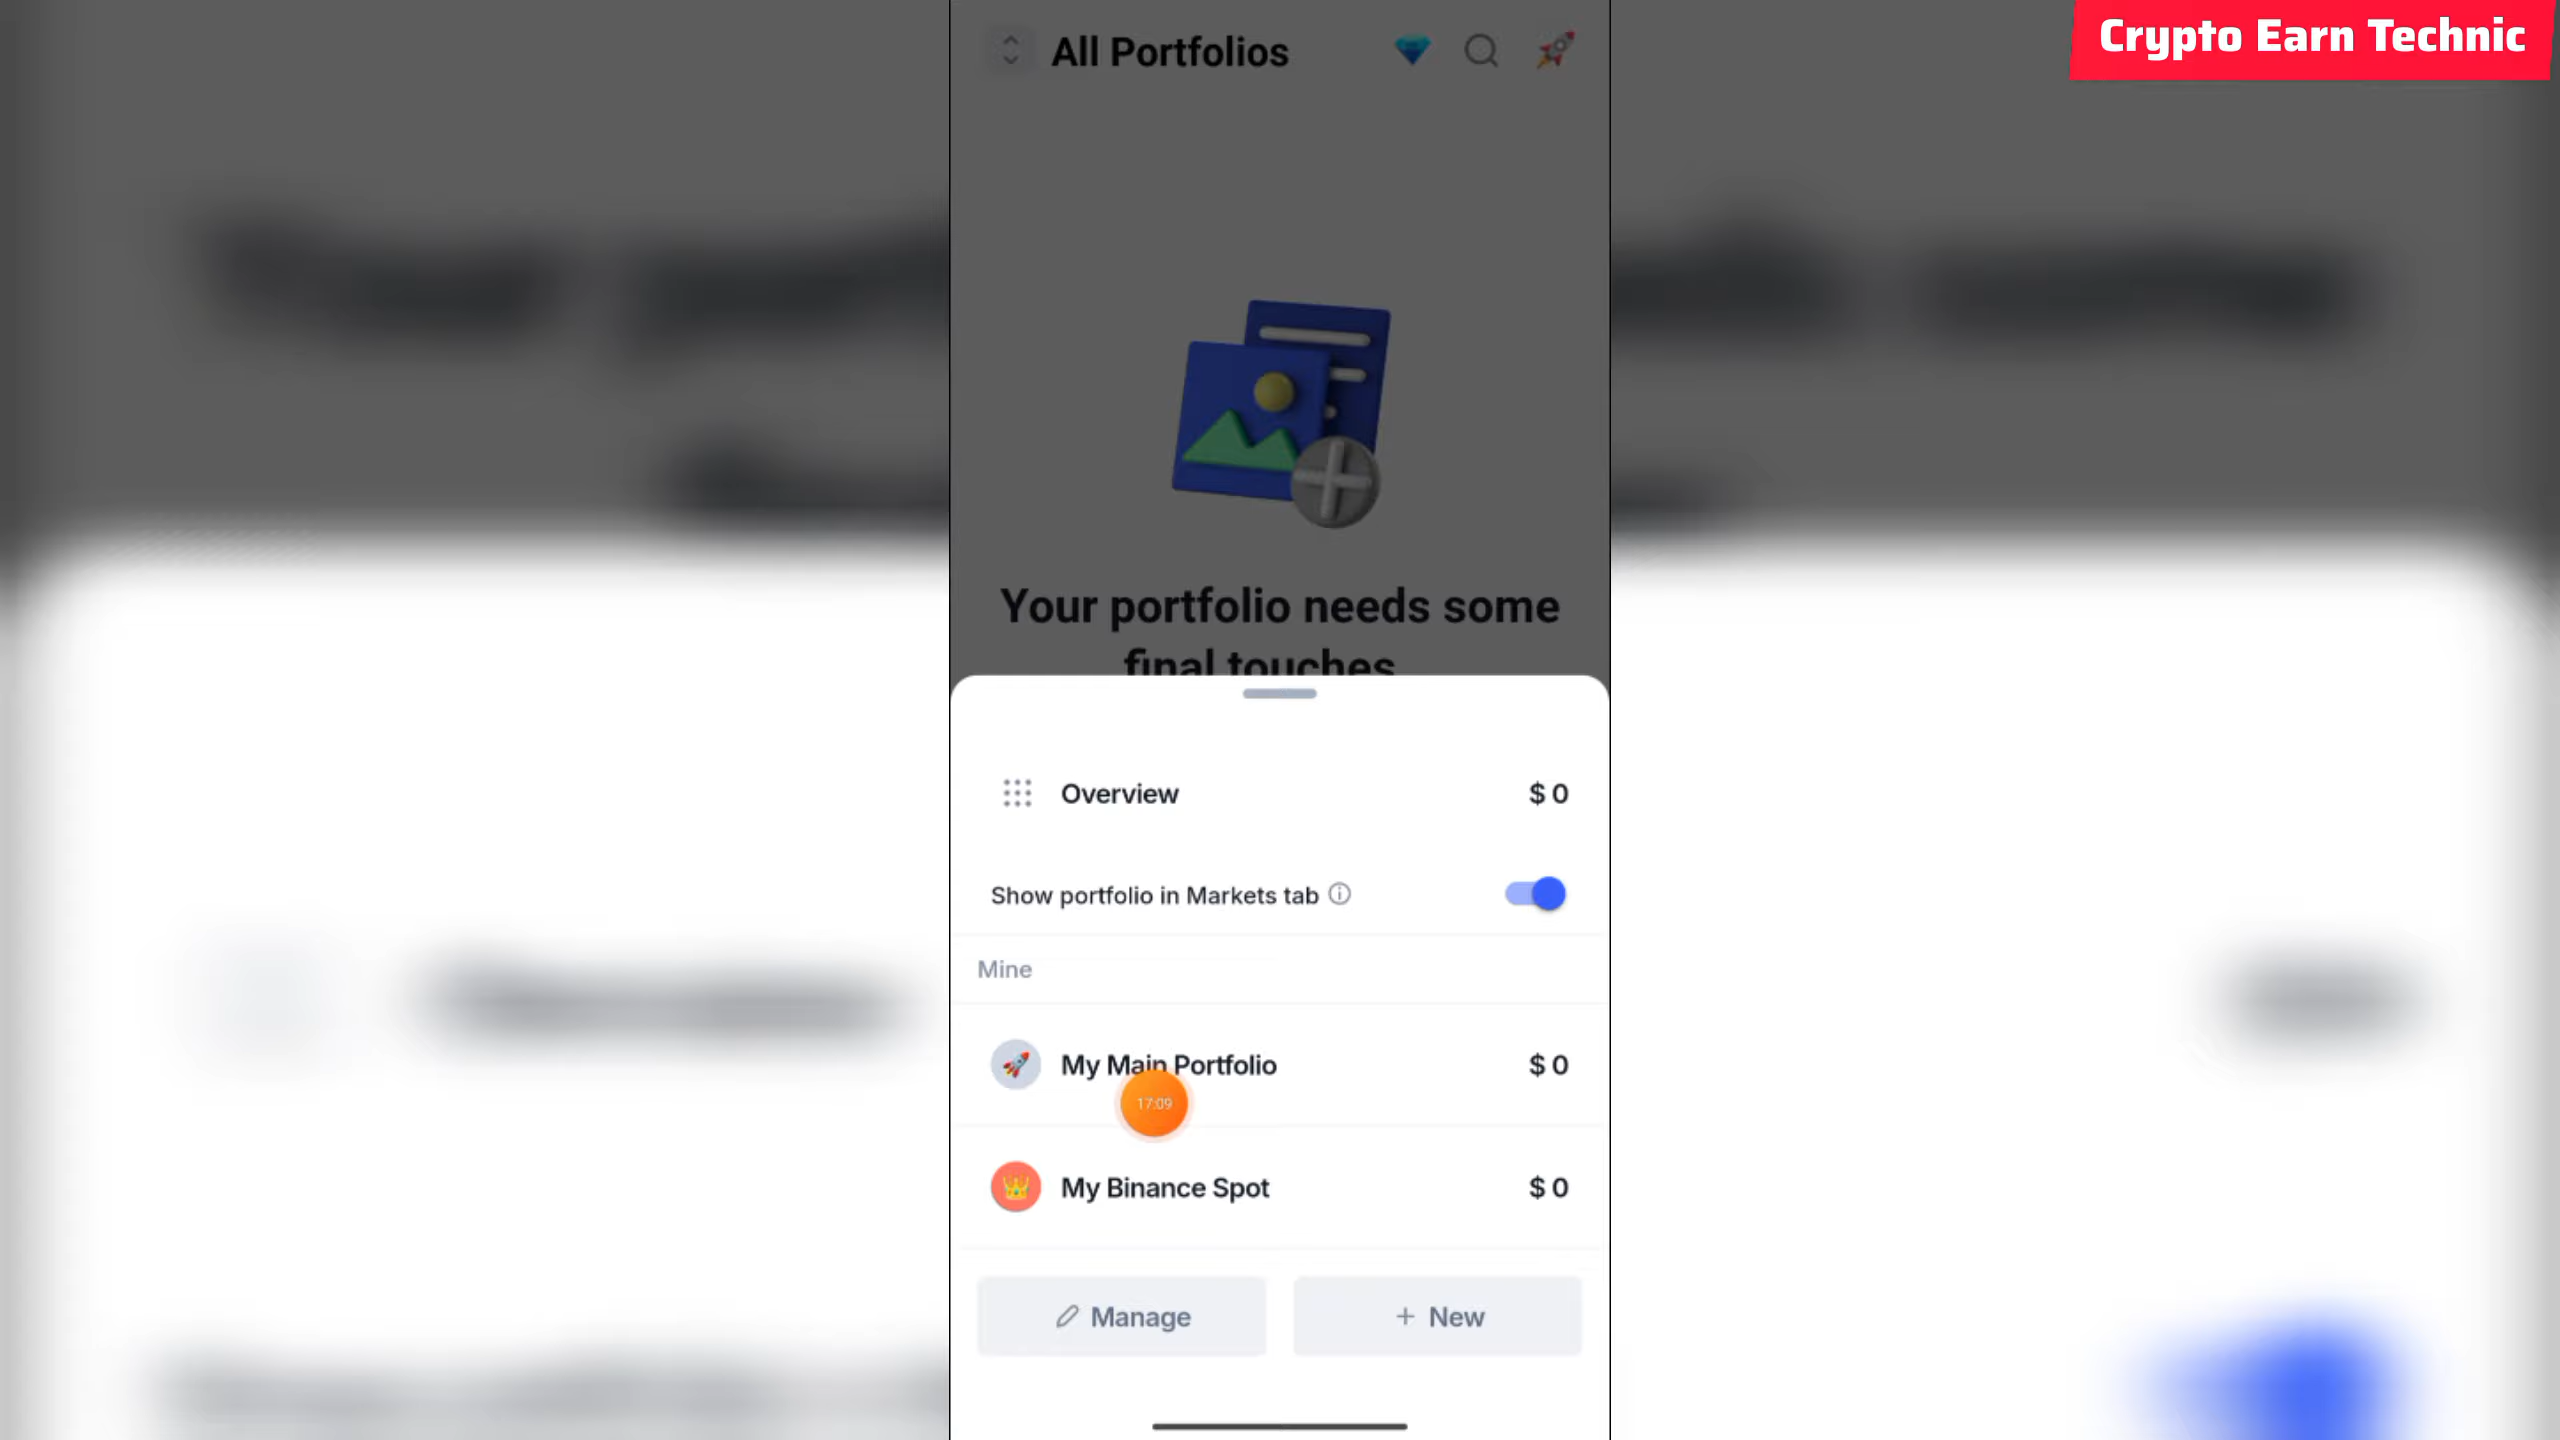 Crypto Earn Technic
All Portfolios
Your portfolio needs some
final touches
Overview $ 0
Show portfolio in Markets tab
Mine
My Main Portfolio $ 0
17:09
My Binance Spot $ 0
Manage + New